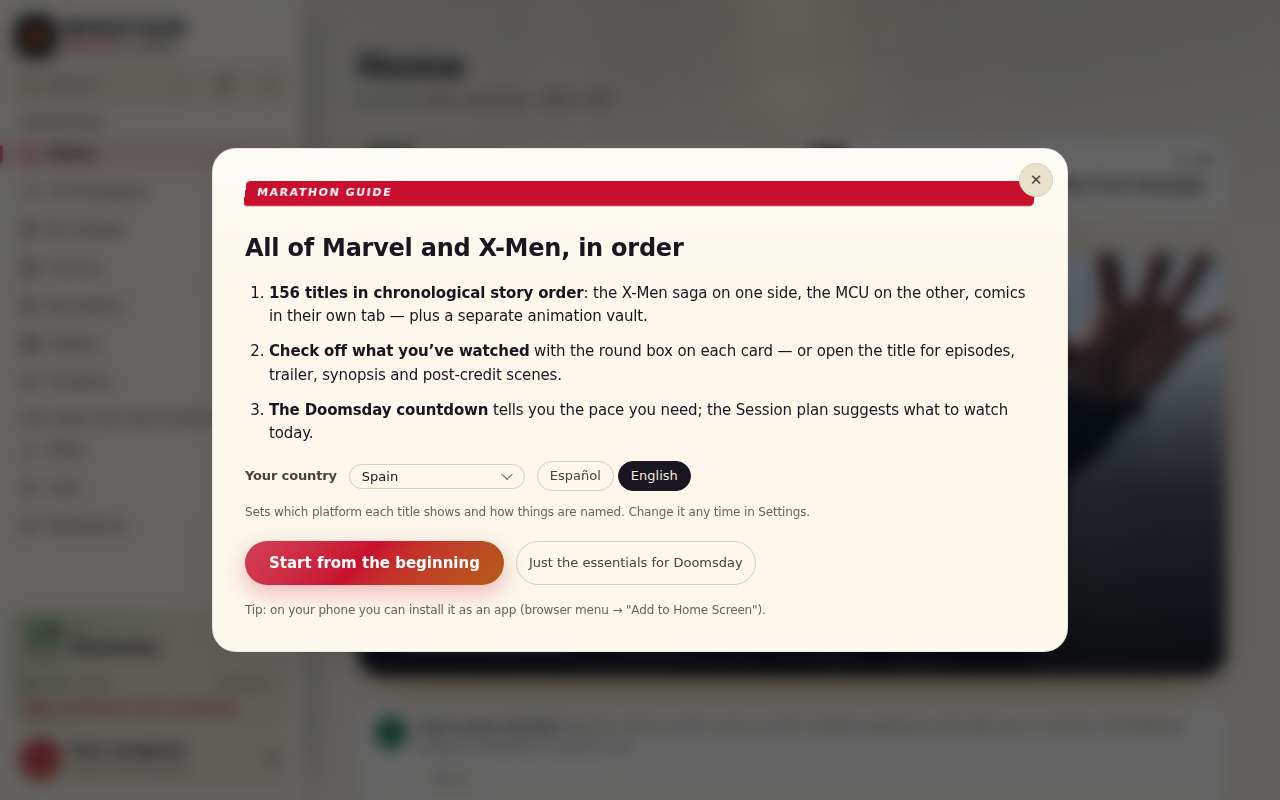 MARATHON GUIDE
✕
All of Marvel and X-Men, in order
1. 156 titles in chronological story order: the X-Men saga on one side, the MCU on the other, comics
in their own tab — plus a separate animation vault.
2. Check off what you’ve watched with the round box on each card — or open the title for episodes,
trailer, synopsis and post-credit scenes.
3. The Doomsday countdown tells you the pace you need; the Session plan suggests what to watch
today.
Your country Spain Español English
Sets which platform each title shows and how things are named. Change it any time in Settings.
Start from the beginning Just the essentials for Doomsday
Tip: on your phone you can install it as an app (browser menu → "Add to Home Screen").